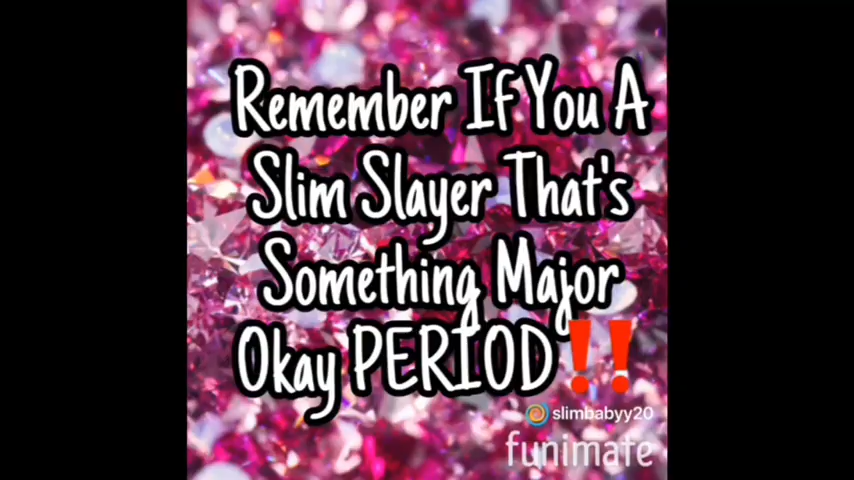 Remember If You A
Slim Slayer That's
Something Major
Okay PERIOD‼️
slimbabyy20
funimate